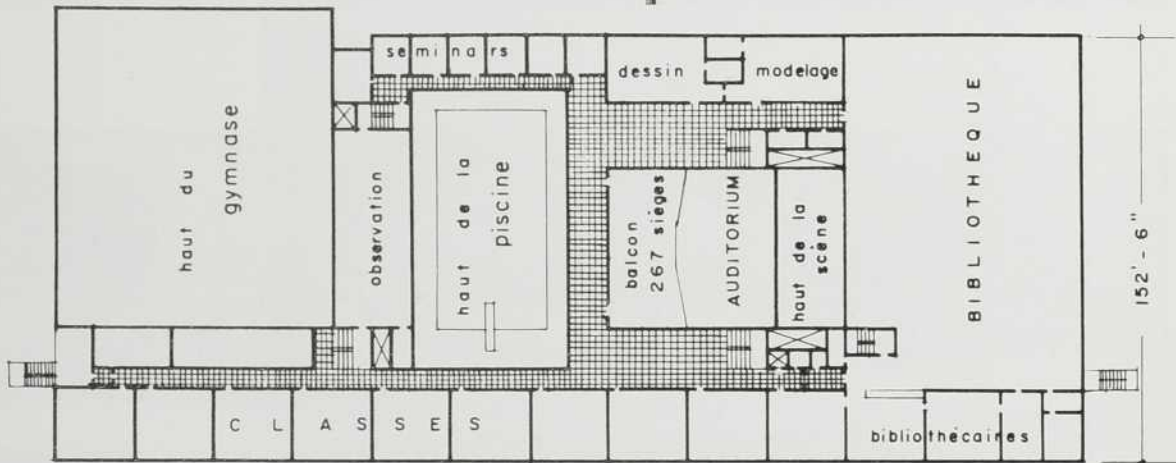 seminars
dessin
modelage
haut du
gymnase
observation
haut de la
piscine
balcon
267 sièges
AUDITORIUM
haut de la
scène
BIBLIOTHEQUE
152' - 6"
CLASSES
bibliothécaires